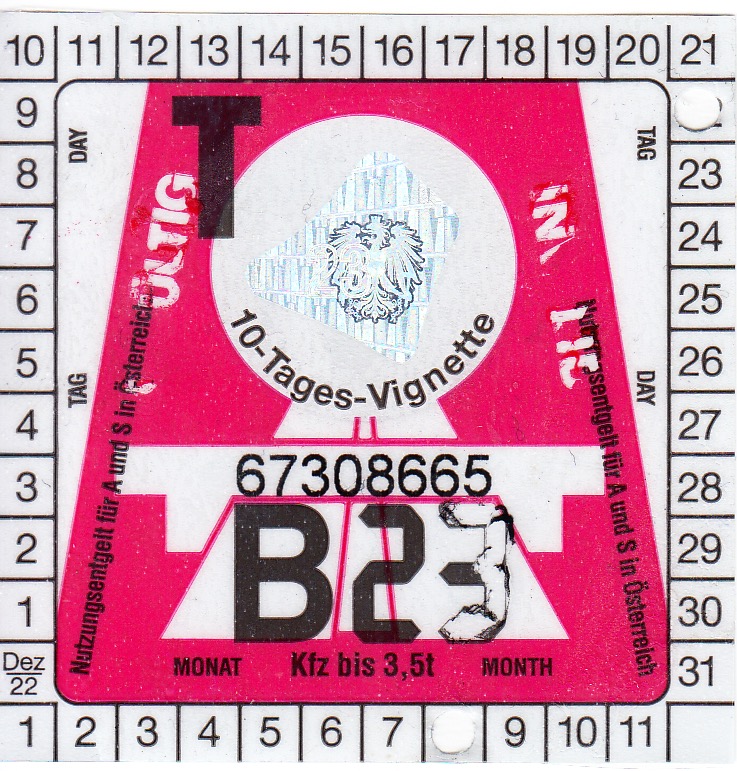 10 11 12 13 14 15 16 17 18 19 20 21
9
8
7
6
5
4
3
2
1
Dez
22
DAY
TAG
T
ÜLTIG
10-Tages-Vignette
67308665
B23
MONAT Kfz bis 3,5t MONTH
Nutzungsentgelt für A und S in Österreich
TAG
DAY
entgelt für A und S in Österreich
23
24
25
26
27
28
29
30
31
1 2 3 4 5 6 7 9 10 11